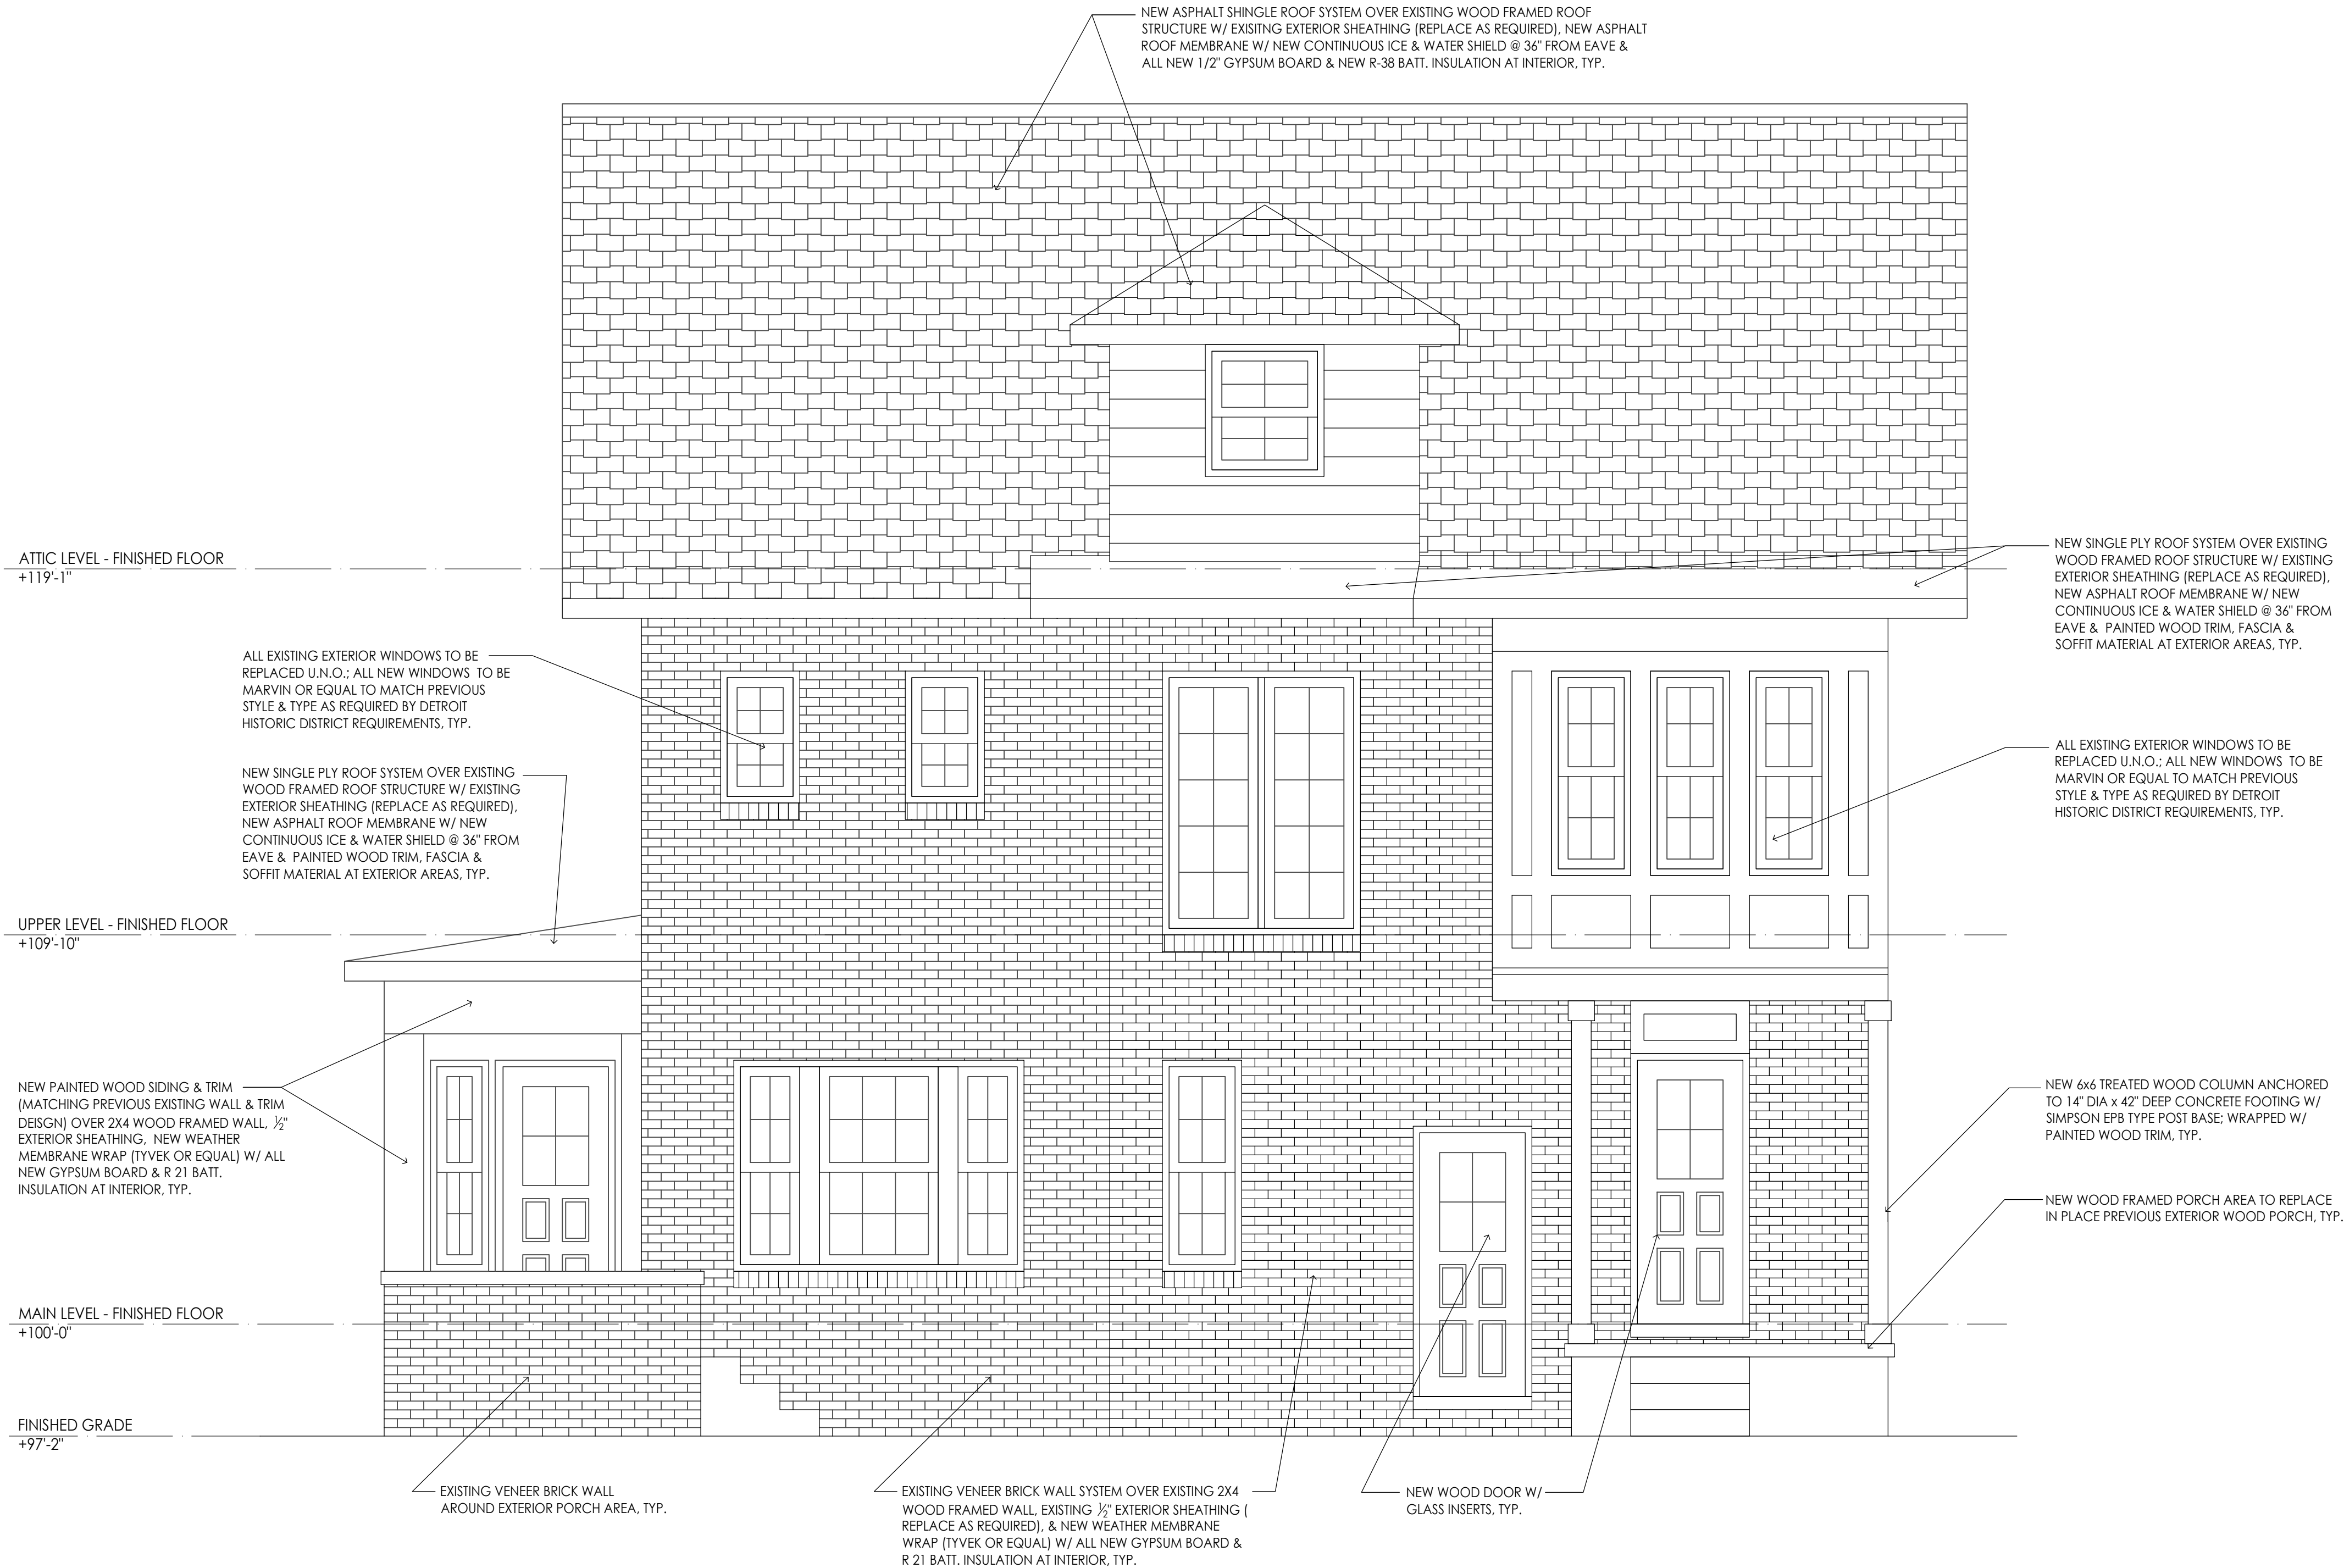 NEW ASPHALT SHINGLE ROOF SYSTEM OVER EXISTING WOOD FRAMED ROOF
STRUCTURE W/ EXISITNG EXTERIOR SHEATHING (REPLACE AS REQUIRED), NEW ASPHALT
ROOF MEMBRANE W/ NEW CONTINUOUS ICE & WATER SHIELD @ 36" FROM EAVE &
ALL NEW 1/2" GYPSUM BOARD & NEW R-38 BATT. INSULATION AT INTERIOR, TYP.
ATTIC LEVEL - FINISHED FLOOR
+119'-1"
NEW SINGLE PLY ROOF SYSTEM OVER EXISTING
WOOD FRAMED ROOF STRUCTURE W/ EXISTING
EXTERIOR SHEATHING (REPLACE AS REQUIRED),
NEW ASPHALT ROOF MEMBRANE W/ NEW
CONTINUOUS ICE & WATER SHIELD @ 36" FROM
EAVE & PAINTED WOOD TRIM, FASCIA &
SOFFIT MATERIAL AT EXTERIOR AREAS, TYP.
ALL EXISTING EXTERIOR WINDOWS TO BE
REPLACED U.N.O.; ALL NEW WINDOWS TO BE
MARVIN OR EQUAL TO MATCH PREVIOUS
STYLE & TYPE AS REQUIRED BY DETROIT
HISTORIC DISTRICT REQUIREMENTS, TYP.
ALL EXISTING EXTERIOR WINDOWS TO BE
REPLACED U.N.O.; ALL NEW WINDOWS TO BE
MARVIN OR EQUAL TO MATCH PREVIOUS
STYLE & TYPE AS REQUIRED BY DETROIT
HISTORIC DISTRICT REQUIREMENTS, TYP.
NEW SINGLE PLY ROOF SYSTEM OVER EXISTING
WOOD FRAMED ROOF STRUCTURE W/ EXISTING
EXTERIOR SHEATHING (REPLACE AS REQUIRED),
NEW ASPHALT ROOF MEMBRANE W/ NEW
CONTINUOUS ICE & WATER SHIELD @ 36" FROM
EAVE & PAINTED WOOD TRIM, FASCIA &
SOFFIT MATERIAL AT EXTERIOR AREAS, TYP.
UPPER LEVEL - FINISHED FLOOR
+109'-10"
NEW PAINTED WOOD SIDING & TRIM
(MATCHING PREVIOUS EXISTING WALL & TRIM
DEISGN) OVER 2X4 WOOD FRAMED WALL, ½"
EXTERIOR SHEATHING, NEW WEATHER
MEMBRANE WRAP (TYVEK OR EQUAL) W/ ALL
NEW GYPSUM BOARD & R 21 BATT.
INSULATION AT INTERIOR, TYP.
NEW 6x6 TREATED WOOD COLUMN ANCHORED
TO 14" DIA x 42" DEEP CONCRETE FOOTING W/
SIMPSON EPB TYPE POST BASE; WRAPPED W/
PAINTED WOOD TRIM, TYP.
NEW WOOD FRAMED PORCH AREA TO REPLACE
IN PLACE PREVIOUS EXTERIOR WOOD PORCH, TYP.
MAIN LEVEL - FINISHED FLOOR
+100'-0"
FINISHED GRADE
+97'-2"
EXISTING VENEER BRICK WALL
AROUND EXTERIOR PORCH AREA, TYP.
EXISTING VENEER BRICK WALL SYSTEM OVER EXISTING 2X4
WOOD FRAMED WALL, EXISTING ½" EXTERIOR SHEATHING (
REPLACE AS REQUIRED), & NEW WEATHER MEMBRANE
WRAP (TYVEK OR EQUAL) W/ ALL NEW GYPSUM BOARD &
R 21 BATT. INSULATION AT INTERIOR, TYP.
NEW WOOD DOOR W/
GLASS INSERTS, TYP.